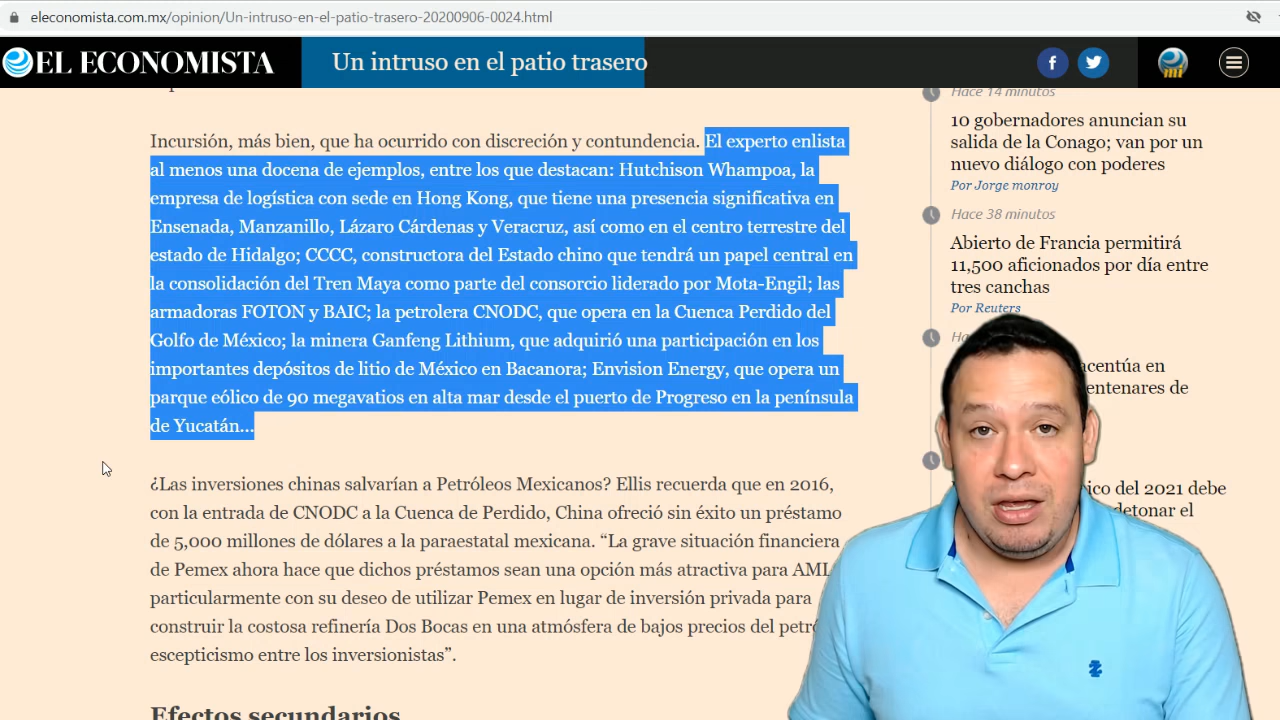 eleconomista.com.mx/opinion/Un-intruso-en-el-patio-trasero-20200906-0024.html
EL ECONOMISTA
Un intruso en el patio trasero
Incursión, más bien, que ha ocurrido con discreción y contundencia. El experto enlista
al menos una docena de ejemplos, entre los que destacan: Hutchison Whampoa, la
empresa de logística con sede en Hong Kong, que tiene una presencia significativa en
Ensenada, Manzanillo, Lázaro Cárdenas y Veracruz, así como en el centro terrestre del
estado de Hidalgo; CCCC, constructora del Estado chino que tendrá un papel central en
la consolidación del Tren Maya como parte del consorcio liderado por Mota-Engil; las
armadoras FOTON y BAIC; la petrolera CNODC, que opera en la Cuenca Perdido del
Golfo de México; la minera Ganfeng Lithium, que adquirió una participación en los
importantes depósitos de litio de México en Bacanora; Envision Energy, que opera un
parque eólico de 90 megavatios en alta mar desde el puerto de Progreso en la península
de Yucatán...
¿Las inversiones chinas salvarían a Petróleos Mexicanos? Ellis recuerda que en 2016,
con la entrada de CNODC a la Cuenca de Perdido, China ofreció sin éxito un préstamo
de 5,000 millones de dólares a la paraestatal mexicana. “La grave situación financiera
de Pemex ahora hace que dichos préstamos sean una opción más atractiva para AML
particularmente con su deseo de utilizar Pemex en lugar de inversión privada para
construir la costosa refinería Dos Bocas en una atmósfera de bajos precios del
escepticismo entre los inversionistas”.
Efectos secundarios
Hace 14 minutos
10 gobernadores anuncian su
salida de la Conago; van por un
nuevo diálogo con poderes
Por Jorge monroy
Hace 38 minutos
Abierto de Francia permitirá
11,500 aficionados por día entre
tres canchas
Por Reuters
en
de
del 2021 debe
detonar el